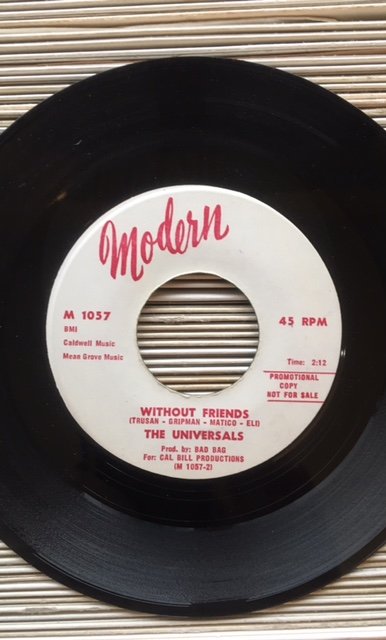 Modern
M 1057
BMI
Caldwell Music
Mean Grove Music
45 RPM
Time: 2:12
PROMOTIONAL
COPY
NOT FOR SALE
WITHOUT FRIENDS
(TRUSAN - GRIPMAN - MATICO - ELI)
THE UNIVERSALS
Prod. by: BAD BAG
For: CAL BILL PRODUCTIONS
(M 1057-2)